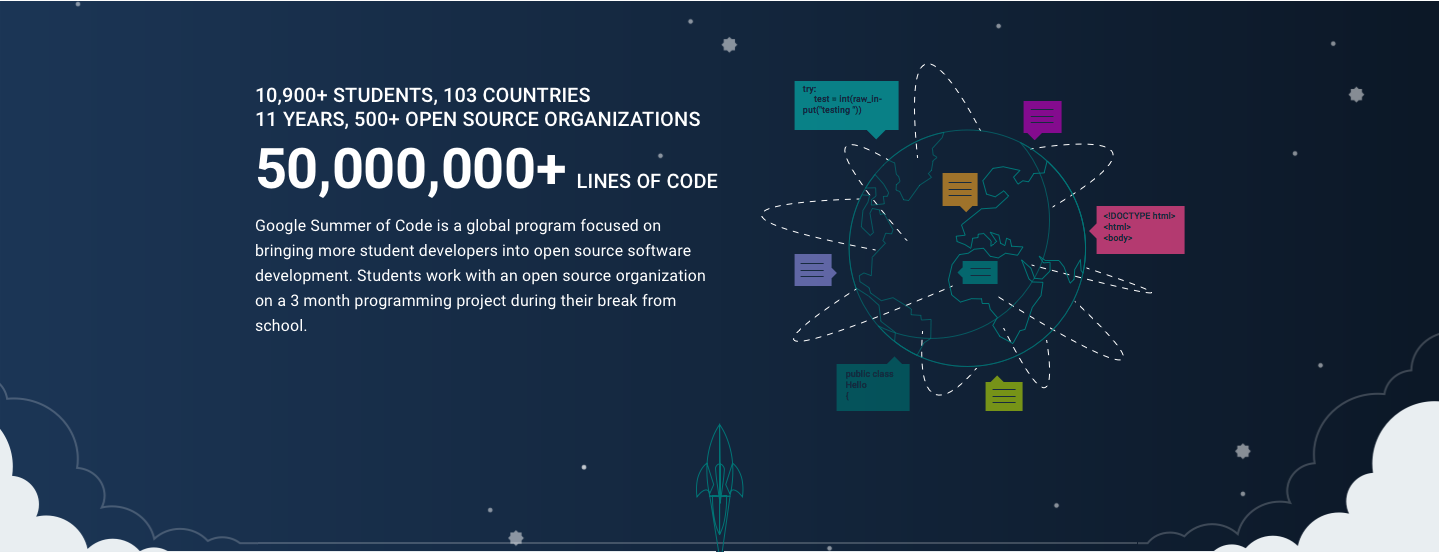 10,900+ STUDENTS, 103 COUNTRIES
11 YEARS, 500+ OPEN SOURCE ORGANIZATIONS
50,000,000+ LINES OF CODE
Google Summer of Code is a global program focused on
bringing more student developers into open source software
development. Students work with an open source organization
on a 3 month programming project during their break from
school.
try:
test = int(raw_in-
put("testing "))
<!DOCTYPE html>
<html>
<body>
public class
Hello
{